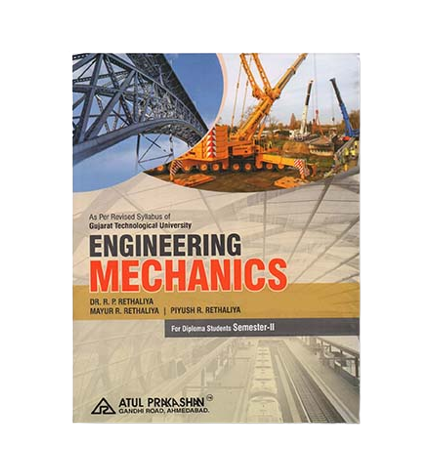 As Per Revised Syllabus of
Gujarat Technological University
ENGINEERING
MECHANICS
DR. R. P. RETHALIYA
MAYUR R. RETHALIYA | PIYUSH R. RETHALIYA
For Diploma Students Semester-II
ATUL PRAKASHAN
GANDHI ROAD, AHMEDABAD.